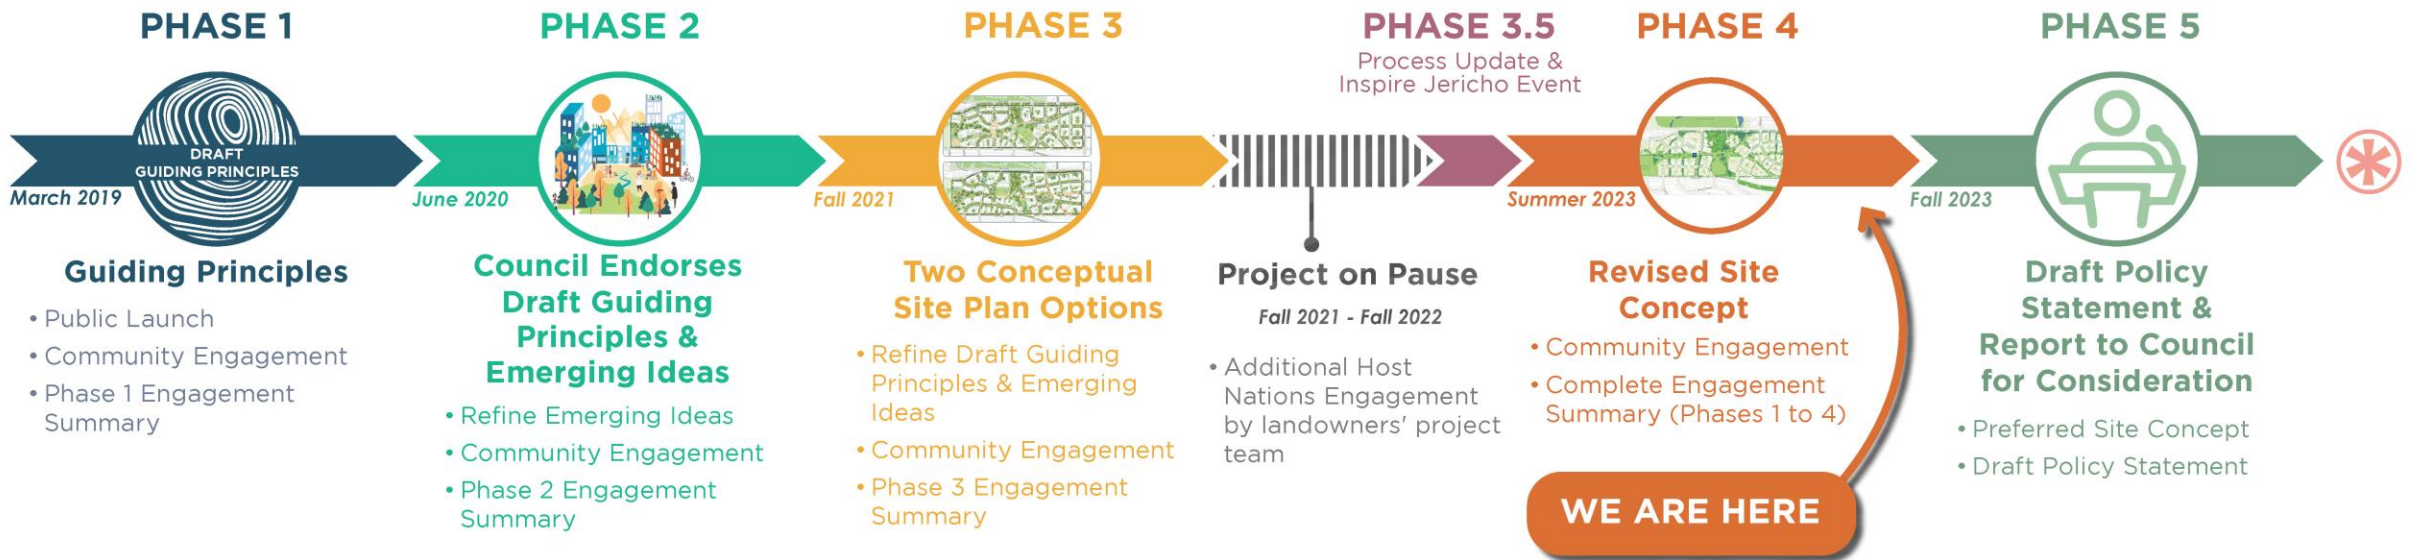 PHASE 1
DRAFT
GUIDING PRINCIPLES
March 2019
Guiding Principles
• Public Launch
• Community Engagement
• Phase 1 Engagement
Summary
PHASE 2
June 2020
Council Endorses
Draft Guiding
Principles &
Emerging Ideas
• Refine Emerging Ideas
• Community Engagement
• Phase 2 Engagement
Summary
PHASE 3
Fall 2021
Two Conceptual
Site Plan Options
• Refine Draft Guiding
Principles & Emerging
Ideas
• Community Engagement
• Phase 3 Engagement
Summary
Project on Pause
Fall 2021 - Fall 2022
• Additional Host
Nations Engagement
by landowners' project
team
PHASE 3.5
Process Update &
Inspire Jericho Event
PHASE 4
Summer 2023
Revised Site
Concept
• Community Engagement
• Complete Engagement
Summary (Phases 1 to 4)
WE ARE HERE
PHASE 5
Fall 2023
Draft Policy
Statement &
Report to Council
for Consideration
• Preferred Site Concept
• Draft Policy Statement